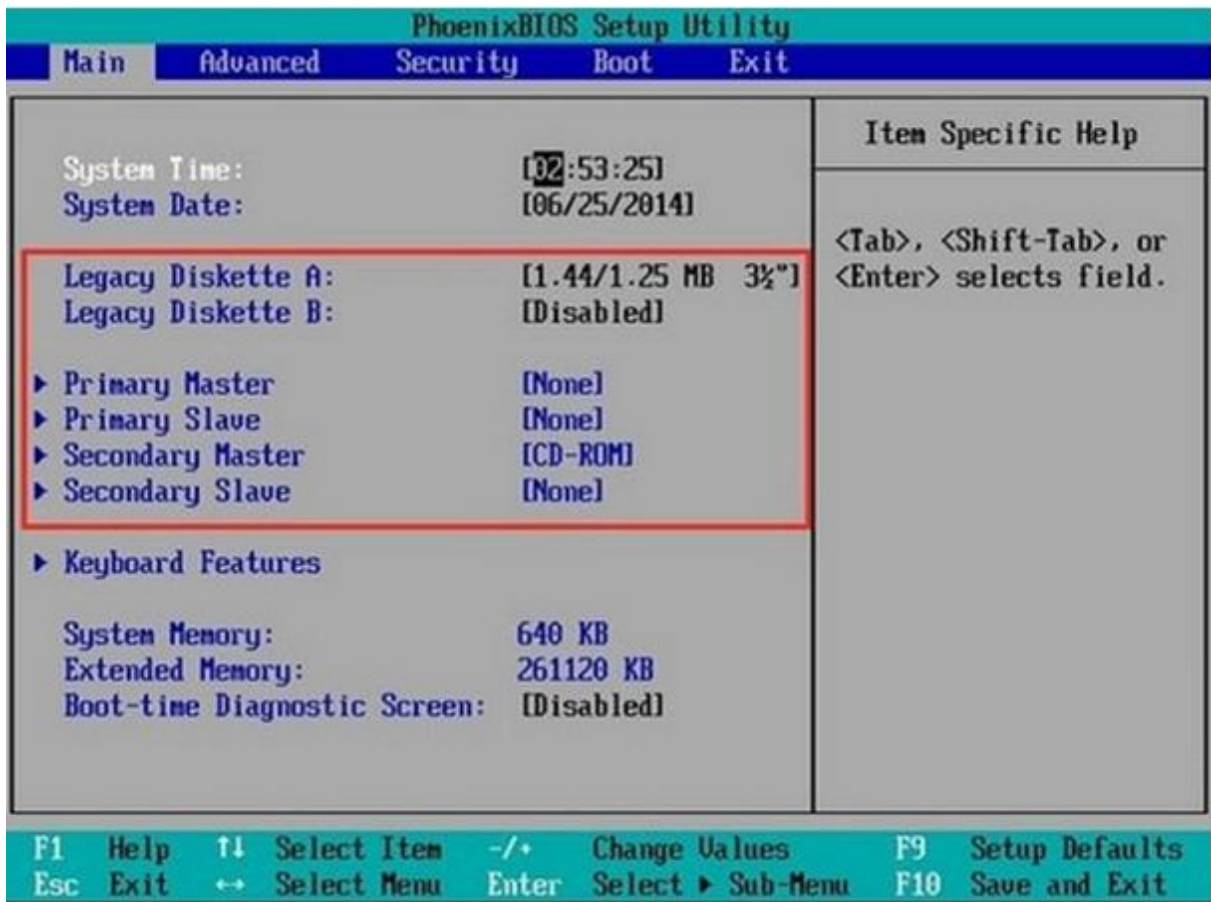 PhoenixBIOS Setup Utility
Main Advanced Security Boot Exit
Item Specific Help
System Time: [02:53:25]
System Date: [06/25/2014]
<Tab>, <Shift-Tab>, or
<Enter> selects field.
Legacy Diskette A: [1.44/1.25 MB 3½"]
Legacy Diskette B: [Disabled]
▶ Primary Master [None]
▶ Primary Slave [None]
▶ Secondary Master [CD-ROM]
▶ Secondary Slave [None]
▶ Keyboard Features
System Memory: 640 KB
Extended Memory: 261120 KB
Boot-time Diagnostic Screen: [Disabled]
F1 Help ↑↓ Select Item -/+ Change Values F9 Setup Defaults
Esc Exit ↔ Select Menu Enter Select ▶ Sub-Menu F10 Save and Exit